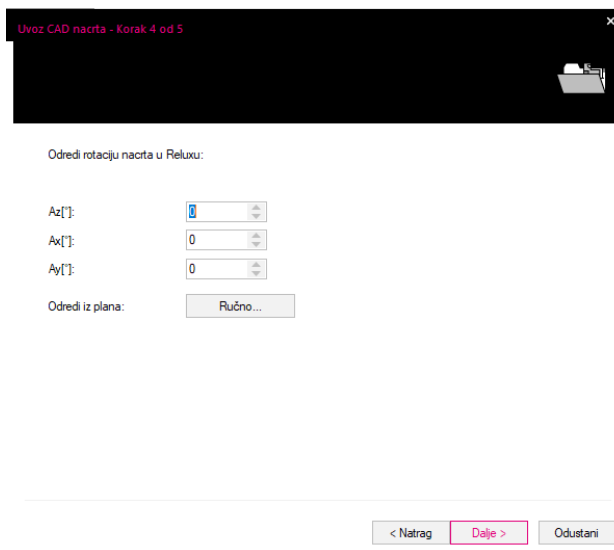 Uvoz CAD nacrta - Korak 4 od 5
Odredi rotaciju nacrta u Reluxu:
Az[°]: 0
Ax[°]: 0
Ay[°]: 0
Odredi iz plana: Ručno...
< Natrag Dalje > Odustani